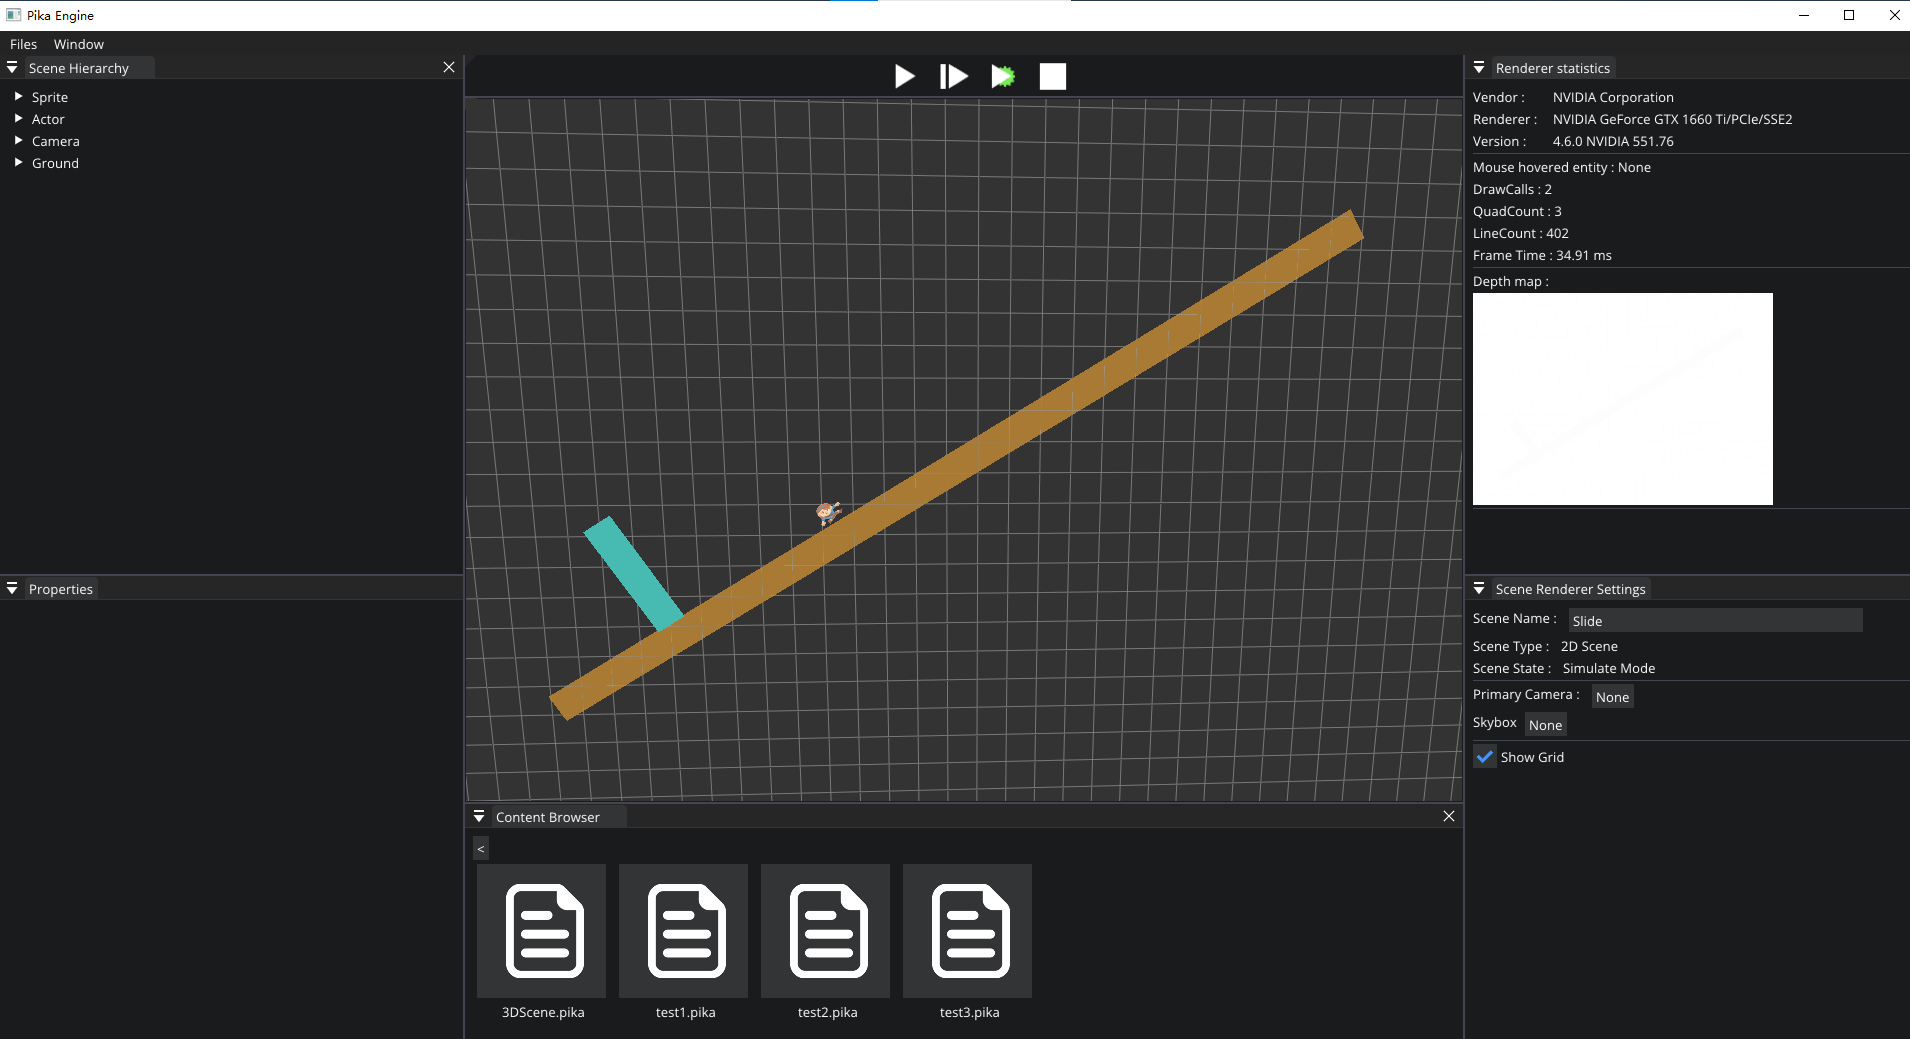 Pika Engine
Files Window
Scene Hierarchy
Sprite
Actor
Camera
Ground
Properties
Content Browser
<
3DScene.pika
test1.pika
test2.pika
test3.pika
Renderer statistics
Vendor : NVIDIA Corporation
Renderer : NVIDIA GeForce GTX 1660 Ti/PCIe/SSE2
Version : 4.6.0 NVIDIA 551.76
Mouse hovered entity : None
DrawCalls : 2
QuadCount : 3
LineCount : 402
Frame Time : 34.91 ms
Depth map :
Scene Renderer Settings
Scene Name : Slide
Scene Type : 2D Scene
Scene State : Simulate Mode
Primary Camera : None
Skybox None
Show Grid